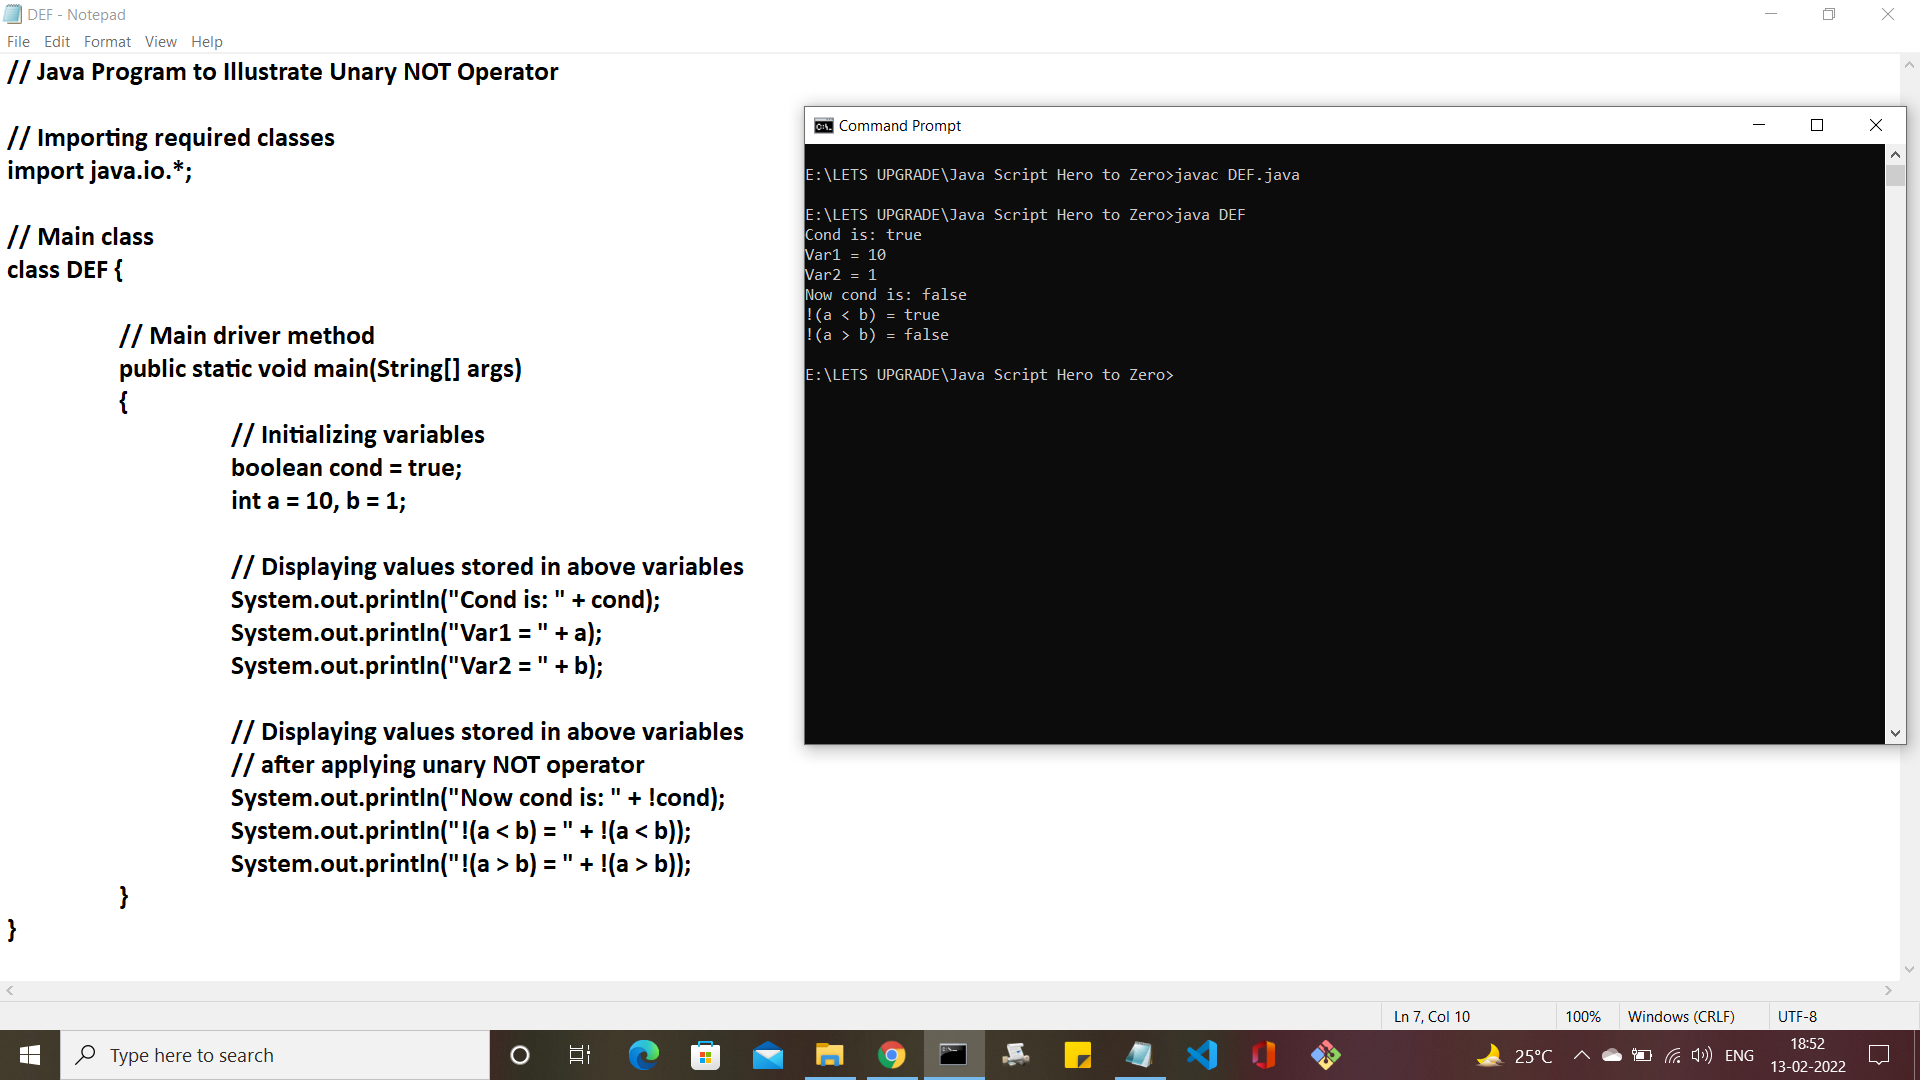 DEF - Notepad
File Edit Format View Help
// Java Program to Illustrate Unary NOT Operator
// Importing required classes
import java.io.*;
// Main class
class DEF {
// Main driver method
public static void main(String[] args)
{
// Initializing variables
boolean cond = true;
int a = 10, b = 1;
// Displaying values stored in above variables
System.out.println("Cond is: " + cond);
System.out.println("Var1 = " + a);
System.out.println("Var2 = " + b);
// Displaying values stored in above variables
// after applying unary NOT operator
System.out.println("Now cond is: " + !cond);
System.out.println("!(a < b) = " + !(a < b));
System.out.println("!(a > b) = " + !(a > b));
}
}
Command Prompt
E:\LETS UPGRADE\Java Script Hero to Zero>javac DEF.java
E:\LETS UPGRADE\Java Script Hero to Zero>java DEF
Cond is: true
Var1 = 10
Var2 = 1
Now cond is: false
!(a < b) = true
!(a > b) = false
E:\LETS UPGRADE\Java Script Hero to Zero>
Ln 7, Col 10 100% Windows (CRLF) UTF-8
Type here to search
25°C ENG
18:52
13-02-2022